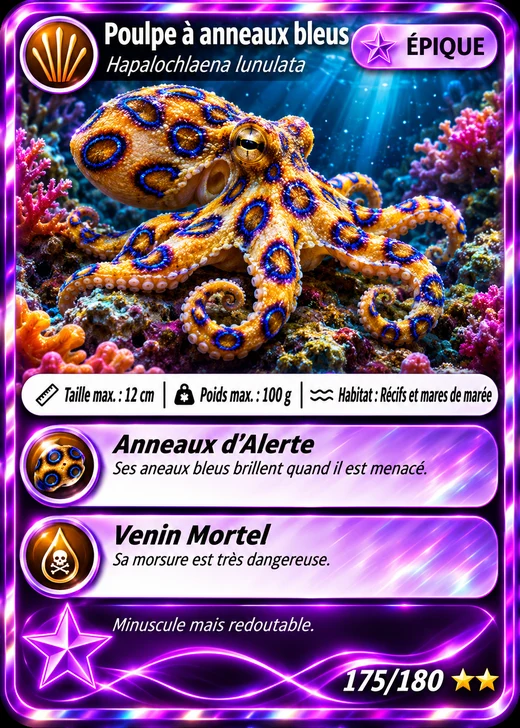 Poulpe à anneaux bleus
ÉPIQUE
Hapalochlaena lunulata
Taille max. : 12 cm | Poids max. : 100 g | Habitat : Récifs et mares de marée
Anneaux d'Alerte
Ses aneaux bleus brillent quand il est menacé.
Venin Mortel
Sa morsure est très dangereuse.
Minuscule mais redoutable.
175/180